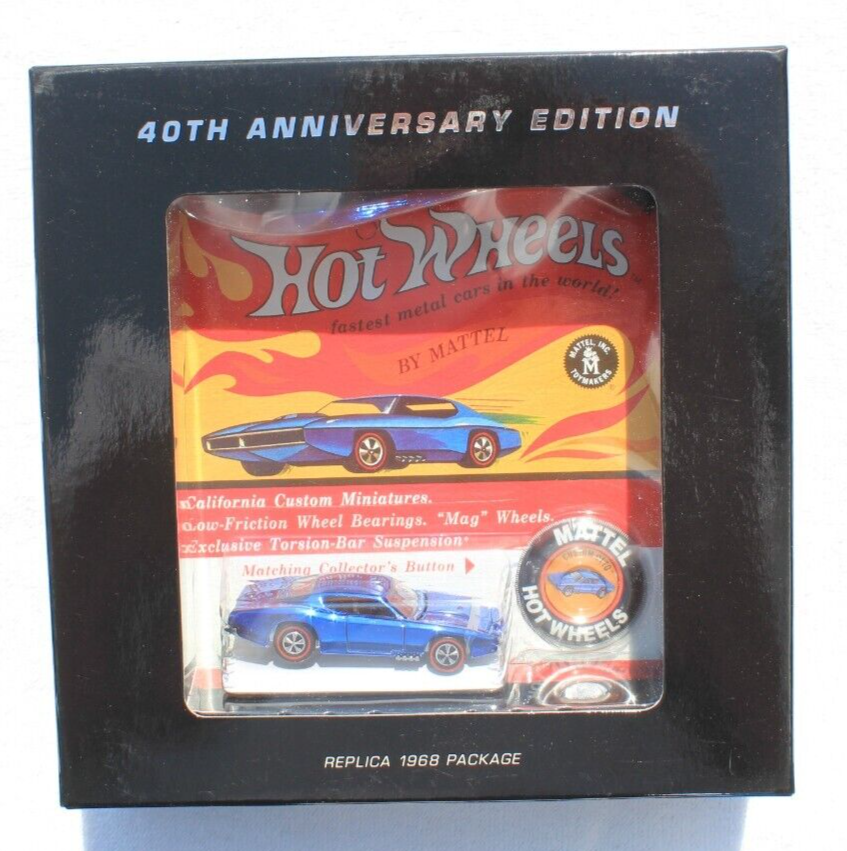 40TH ANNIVERSARY EDITION
HOT WHEELS
fastest metal cars in the world!
BY MATTEL
MATTEL, INC.
M
TOYMAKERS
California Custom Miniatures.
Low-Friction Wheel Bearings. “Mag” Wheels.
Exclusive Torsion-Bar Suspension
Matching Collector's Button
MATTEL
HOT WHEELS
REPLICA 1968 PACKAGE